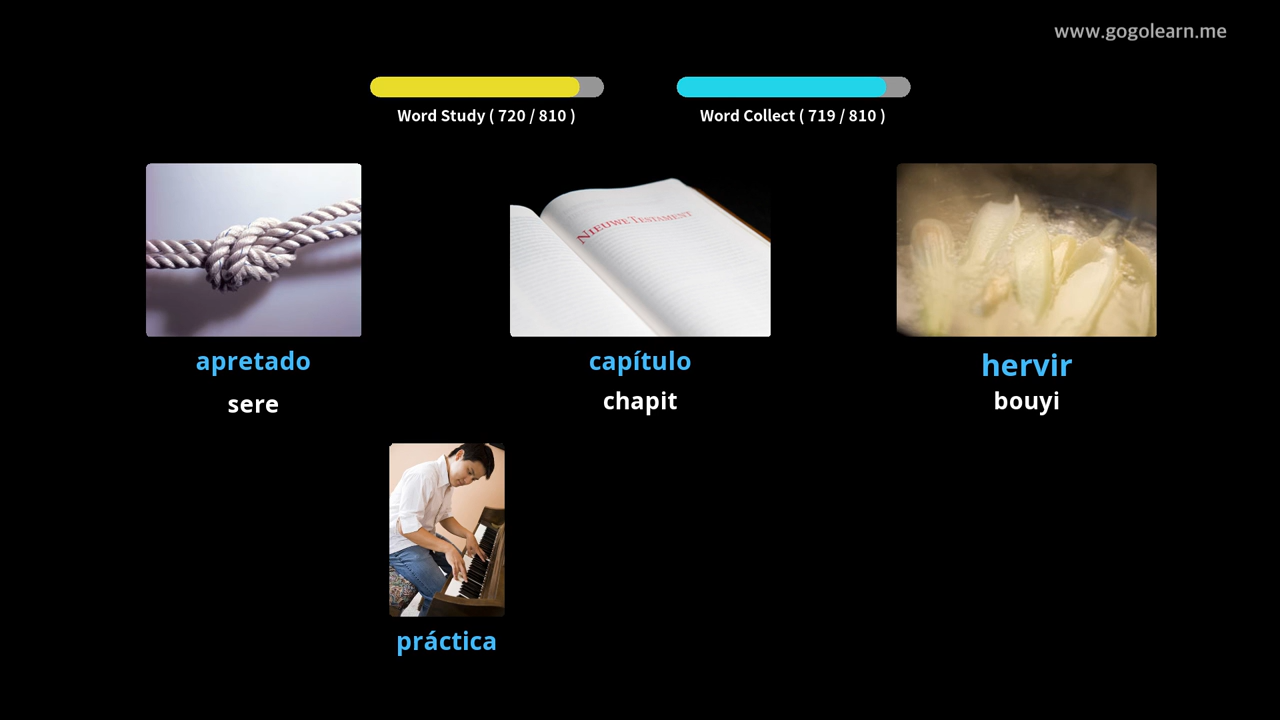 www.gogolearn.me
Word Study ( 720 / 810 )
Word Collect ( 719 / 810 )
NIEUWE TESTAMENT
apretado
capítulo
hervir
sere
chapit
bouyi
práctica